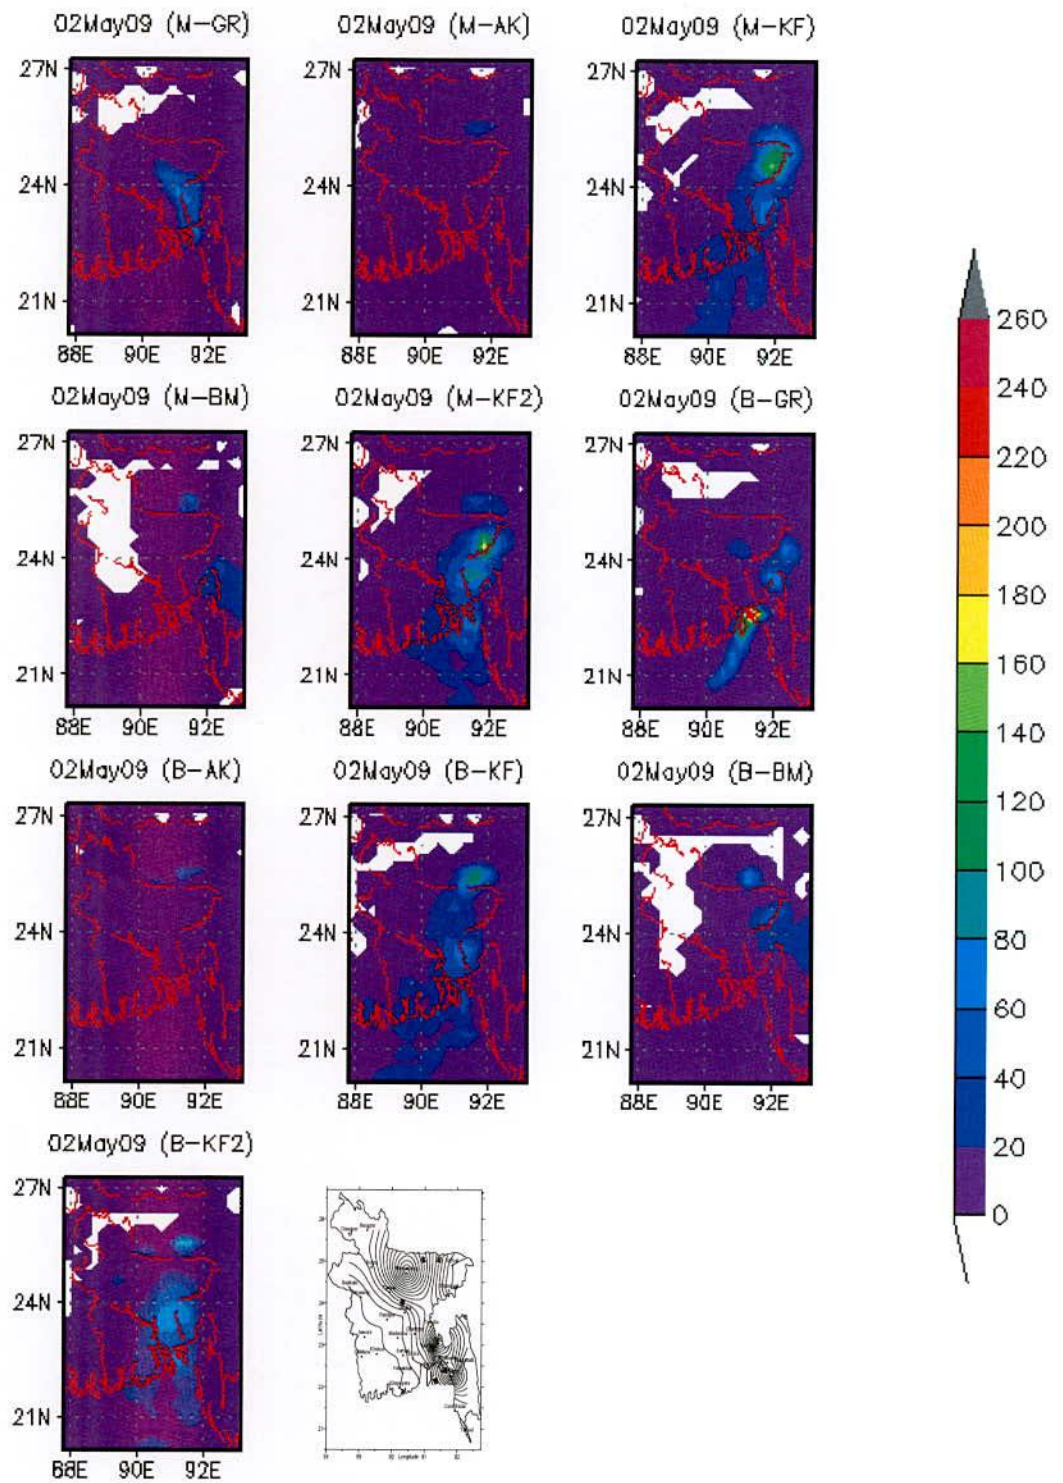 02May09 (M-GR) 02May09 (M-AK) 02May09 (M-KF)
27N 27N 27N
24N 24N 24N
21N 21N 21N
88E 90E 92E 88E 90E 92E 88E 90E 92E
02May09 (M-BM) 02May09 (M-KF2) 02May09 (B-GR)
27N 27N 27N
24N 24N 24N
21N 21N 21N
88E 90E 92E 88E 90E 92E 88E 90E 92E
02May09 (B-AK) 02May09 (B-KF) 02May09 (B-BM)
27N 27N 27N
24N 24N 24N
21N 21N 21N
88E 90E 92E 88E 90E 92E 88E 90E 92E
02May09 (B-KF2)
27N
24N
21N
88E 90E 92E
260
240
220
200
180
160
140
120
100
80
60
40
20
0